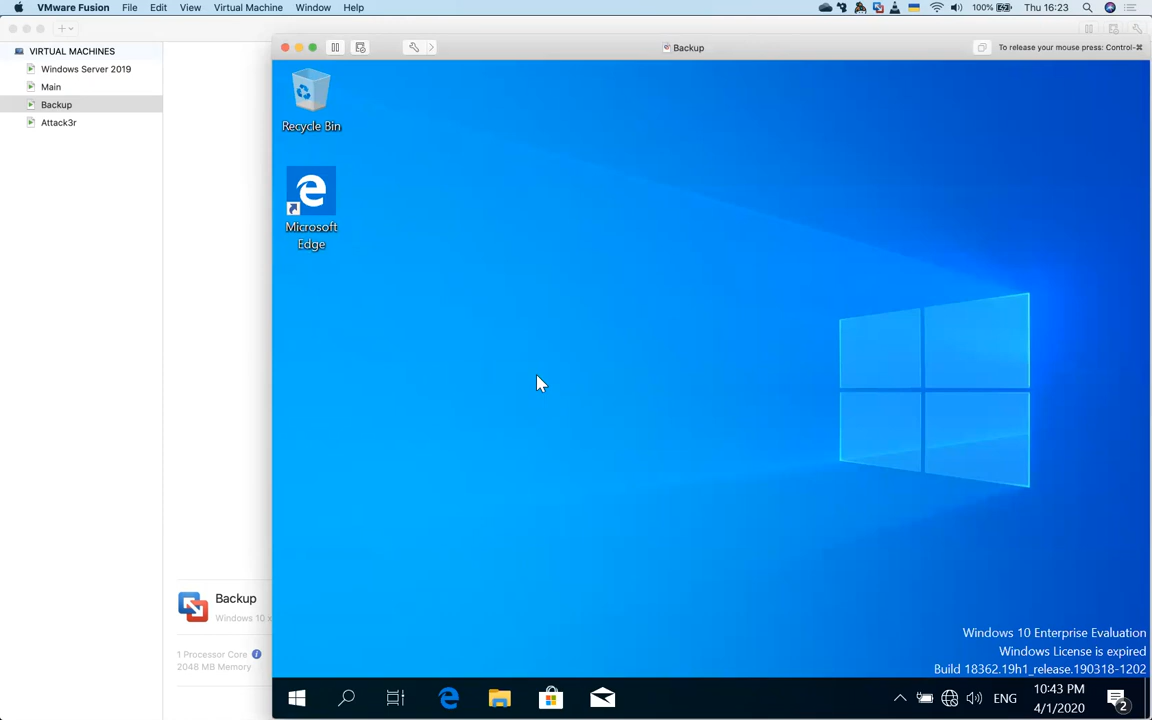 VMware Fusion File Edit View Virtual Machine Window Help 100% Thu 16:23
Backup To release your mouse press: Control-⌘
VIRTUAL MACHINES
Windows Server 2019
Main
Backup
Attack3r
Recycle Bin
Microsoft
Edge
Backup
Windows 10 x
1 Processor Core
2048 MB Memory
Windows 10 Enterprise Evaluation
Windows License is expired
Build 18362.19h1_release.190318-1202
ENG
10:43 PM
4/1/2020
2